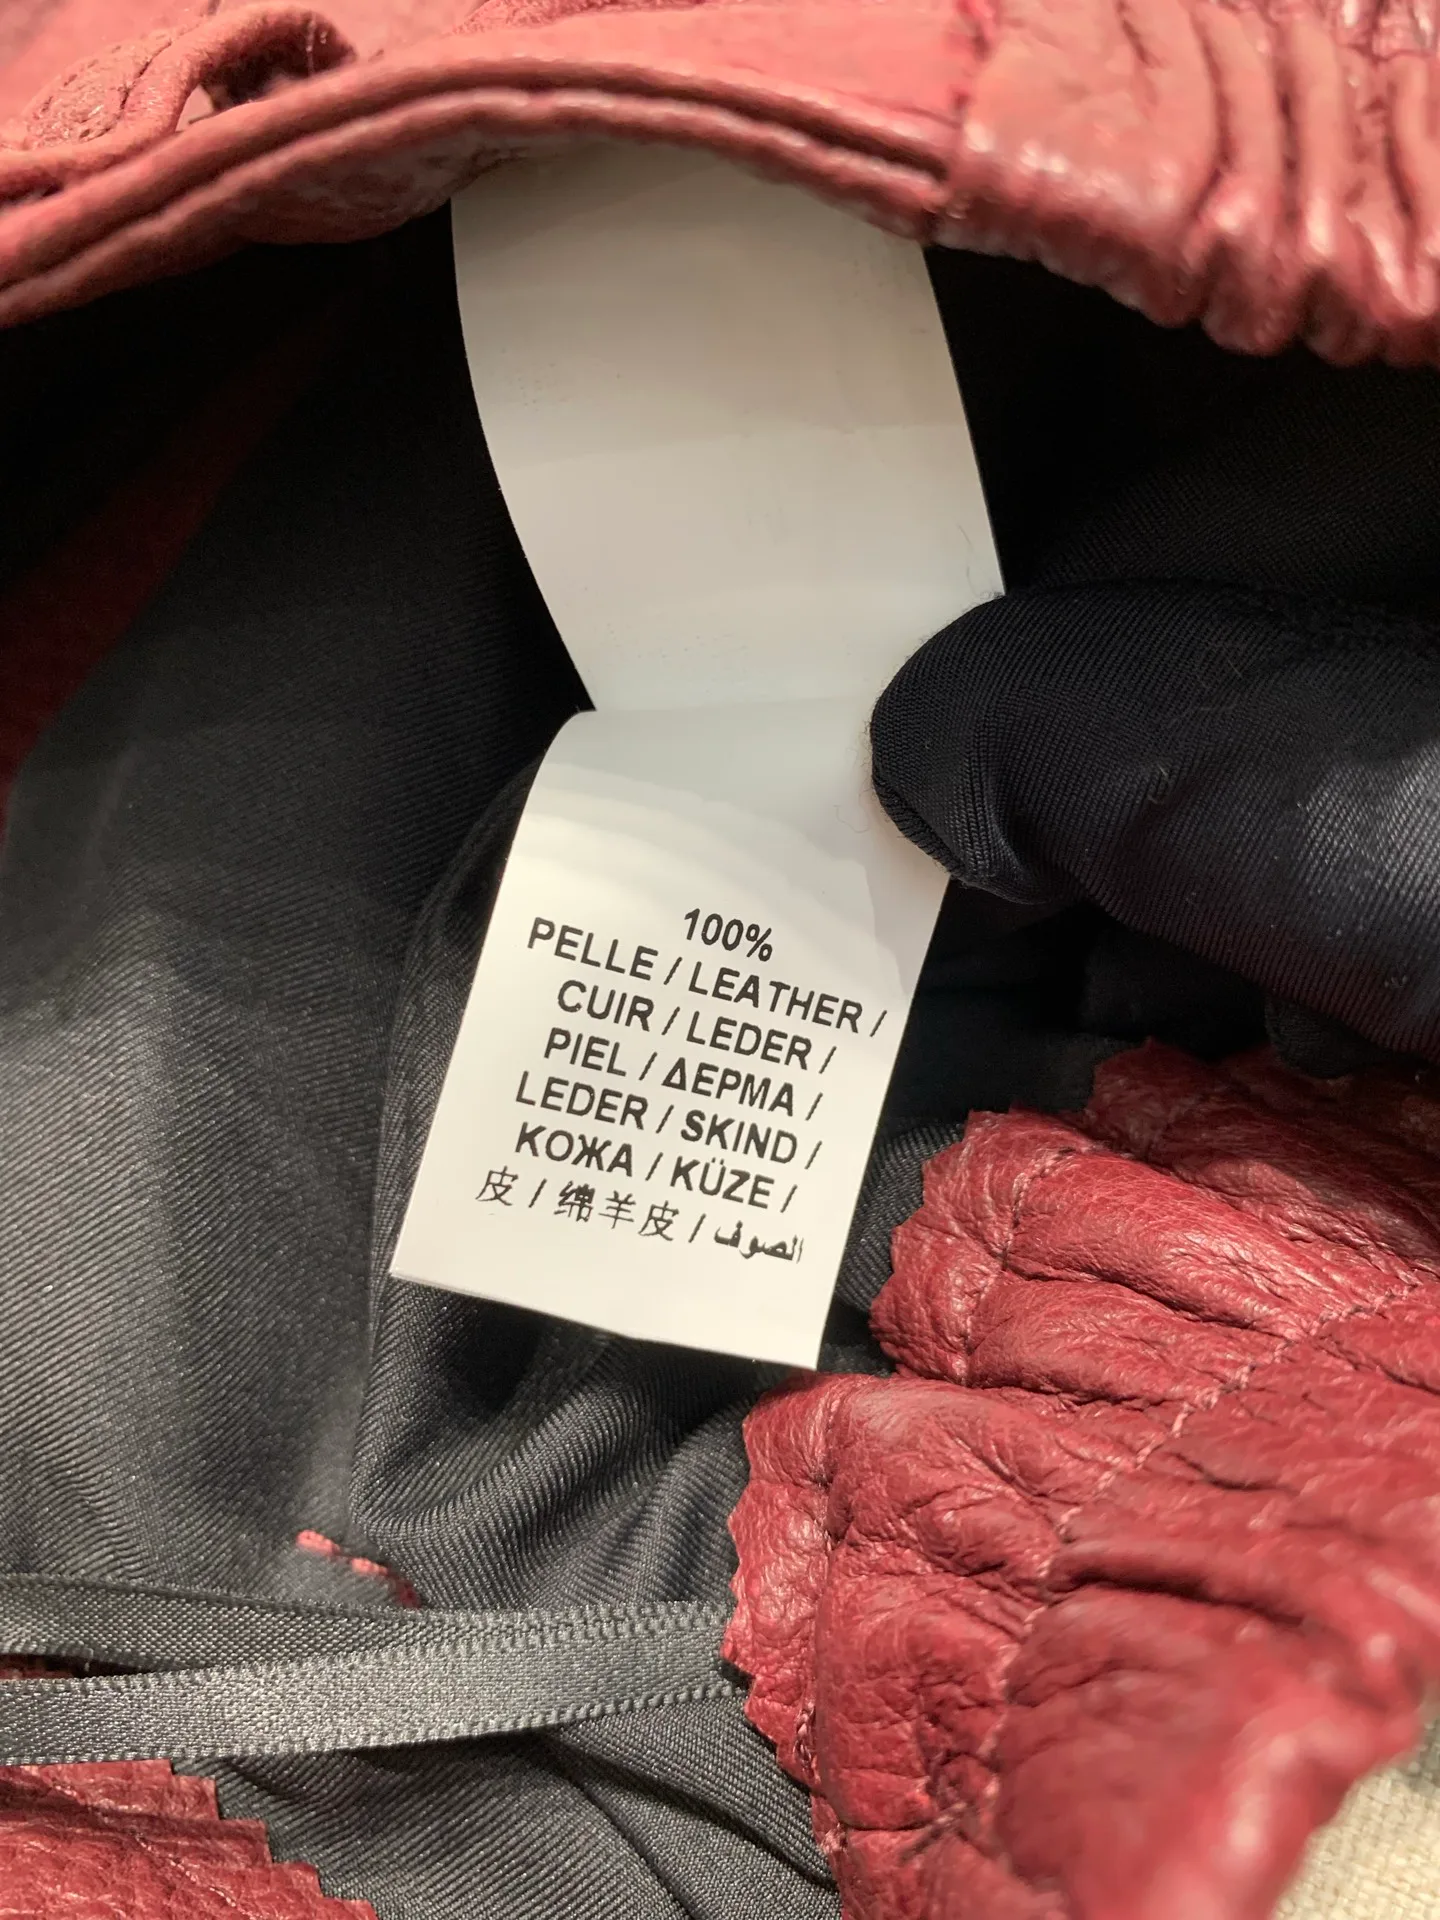 100%
PELLE / LEATHER /
CUIR / LEDER /
PIEL / ΔΕΡΜΑ /
LEDER / SKIND /
КОЖА / KÜZE /
皮 / 绵羊皮 / الصوف